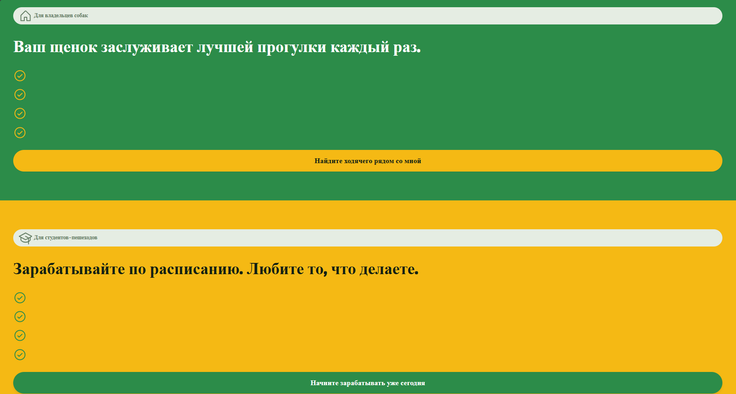 Для владельцев собак
Ваш щенок заслуживает лучшей прогулки каждый раз.
Найдите ходячего рядом со мной
Для студентов-пешеходов
Зарабатывайте по расписанию. Любите то, что делаете.
Начните зарабатывать уже сегодня